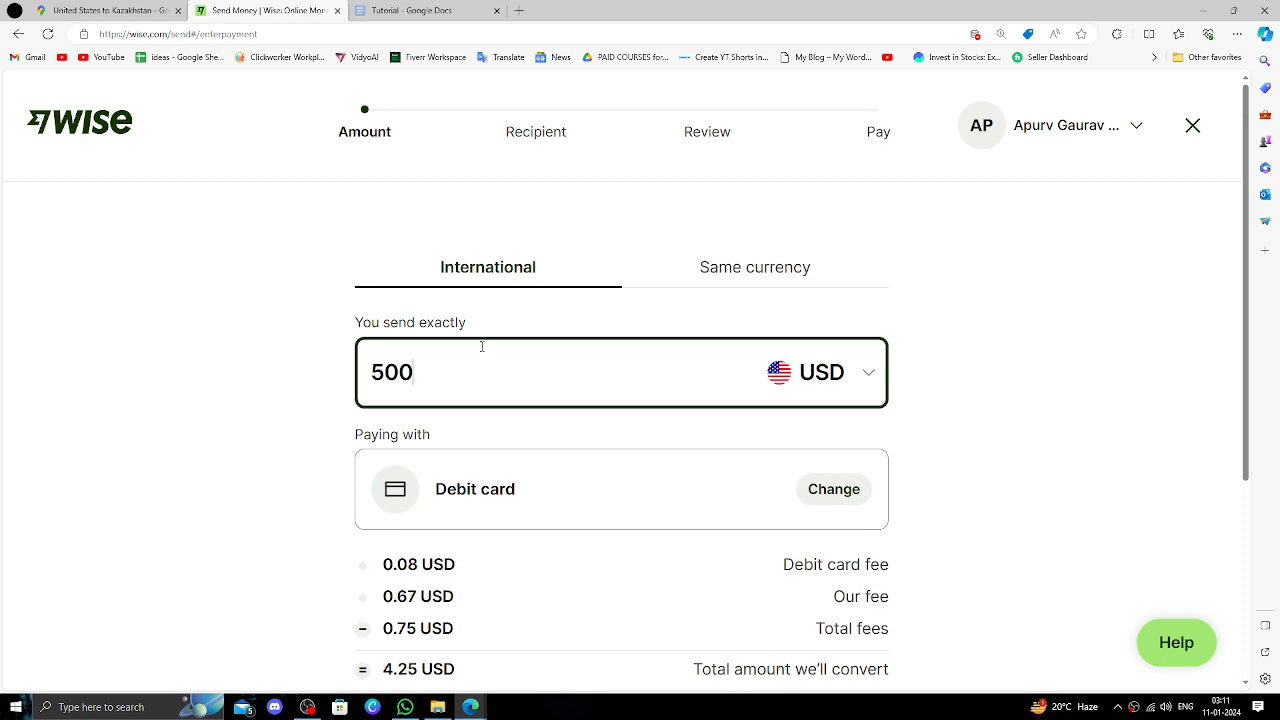 United States to Kazakhstan - Go
Send Money | Wise: Online Mon
Tutorial - Google Docs
https://wise.com/send#/enterpayment
Gmail
YouTube
ideas - Google She...
Clickworker Workpl...
VidyoAI
Fiverr Workspace
Translate
News
PAID COURSES for...
Create YT Shorts in...
My Blog – My Word...
Invest in Stocks: Ex...
Seller Dashboard
Other favorites
WISE
Amount
Recipient
Review
Pay
AP
Apurv Gaurav ...
International
Same currency
You send exactly
500
USD
Paying with
Debit card
Change
0.08 USD
Debit card fee
0.67 USD
Our fee
0.75 USD
Total fees
4.25 USD
Total amount we'll convert
Help
Type here to search
20°C Haze
ENG
03:11
11-01-2024